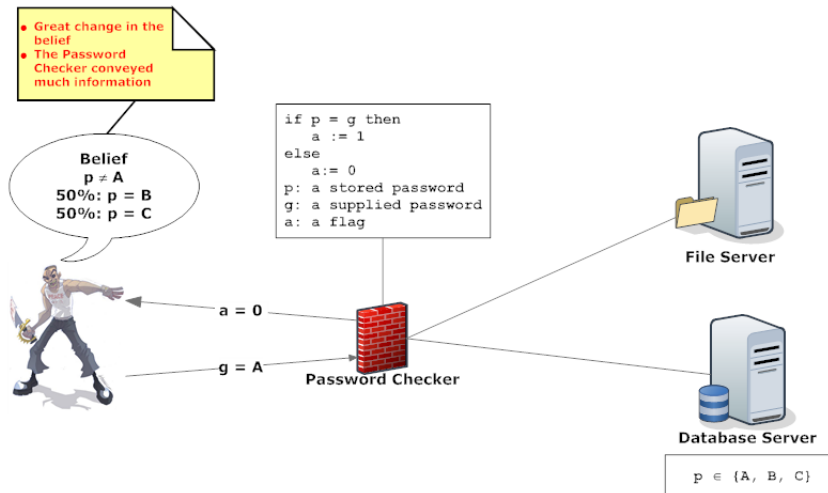 • Great change in the
belief
• The Password
Checker conveyed
much information
Belief
p ≠ A
50%: p = B
50%: p = C
if p = g then
a := 1
else
a:= 0
p: a stored password
g: a supplied password
a: a flag
File Server
a = 0
g = A
Password Checker
Database Server
p ∈ {A, B, C}